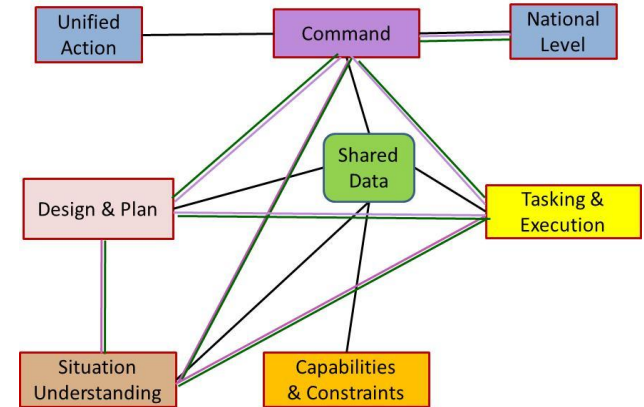 Unified
Action
Command
National
Level
Shared
Data
Design & Plan
Tasking &
Execution
Situation
Understanding
Capabilities
& Constraints